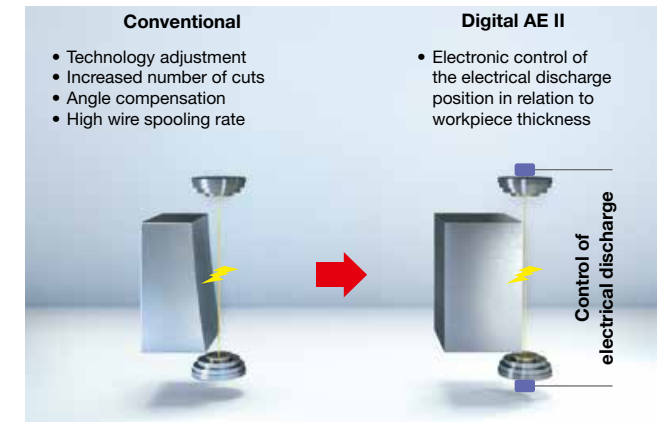 Conventional
• Technology adjustment
• Increased number of cuts
• Angle compensation
• High wire spooling rate
Digital AE II
• Electronic control of
the electrical discharge
position in relation to
workpiece thickness
Control of
electrical discharge